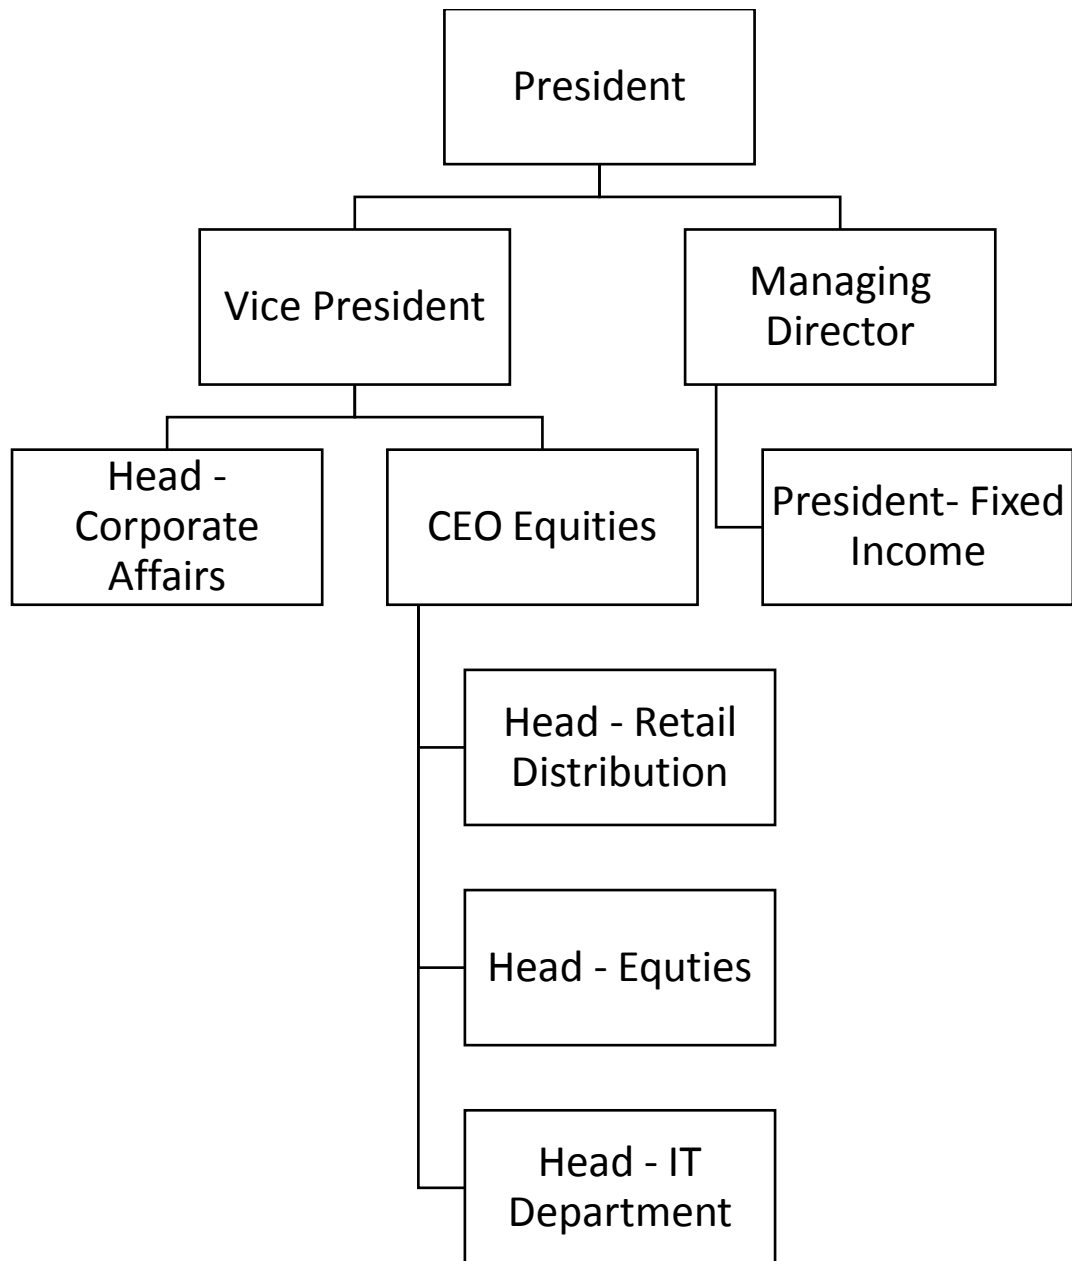 President
Vice President
Managing
Director
Head -
Corporate
Affairs
CEO Equities
President- Fixed
Income
Head - Retail
Distribution
Head - Equties
Head - IT
Department